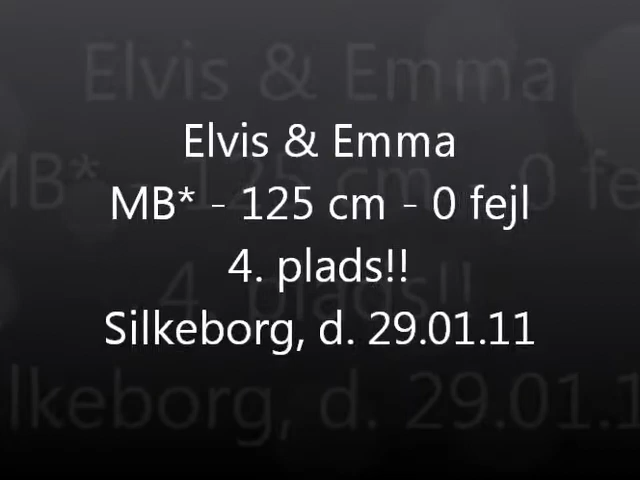 Elvis & Emma
MB* - 125 cm - 0 fejl
4. plads!!
Silkeborg, d. 29.01.11